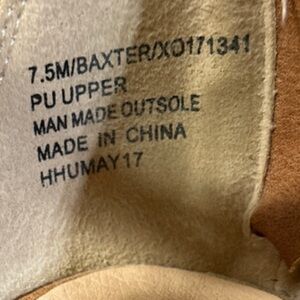 7.5M/BAXTER/XO171341
PU UPPER
MAN MADE OUTSOLE
MADE IN CHINA
HHUMAY17